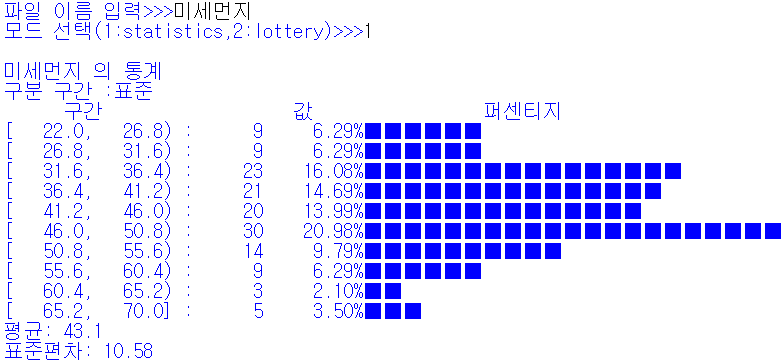 파일 이름 입력>>>미세먼지
모드 선택(1:statistics,2:lottery)>>>1
미세먼지 의 통계
구분 구간 :표준
구간 값 퍼센티지
[ 22.0, 26.8) : 9 6.29%■■■■■■
[ 26.8, 31.6) : 9 6.29%■■■■■■
[ 31.6, 36.4) : 23 16.08%■■■■■■■■■■■■■■■■
[ 36.4, 41.2) : 21 14.69%■■■■■■■■■■■■■■■
[ 41.2, 46.0) : 20 13.99%■■■■■■■■■■■■■■
[ 46.0, 50.8) : 30 20.98%■■■■■■■■■■■■■■■■■■■■■
[ 50.8, 55.6) : 14 9.79%■■■■■■■■■■
[ 55.6, 60.4) : 9 6.29%■■■■■■
[ 60.4, 65.2) : 3 2.10%■■
[ 65.2, 70.0] : 5 3.50%■■■
평균: 43.1
표준편차: 10.58